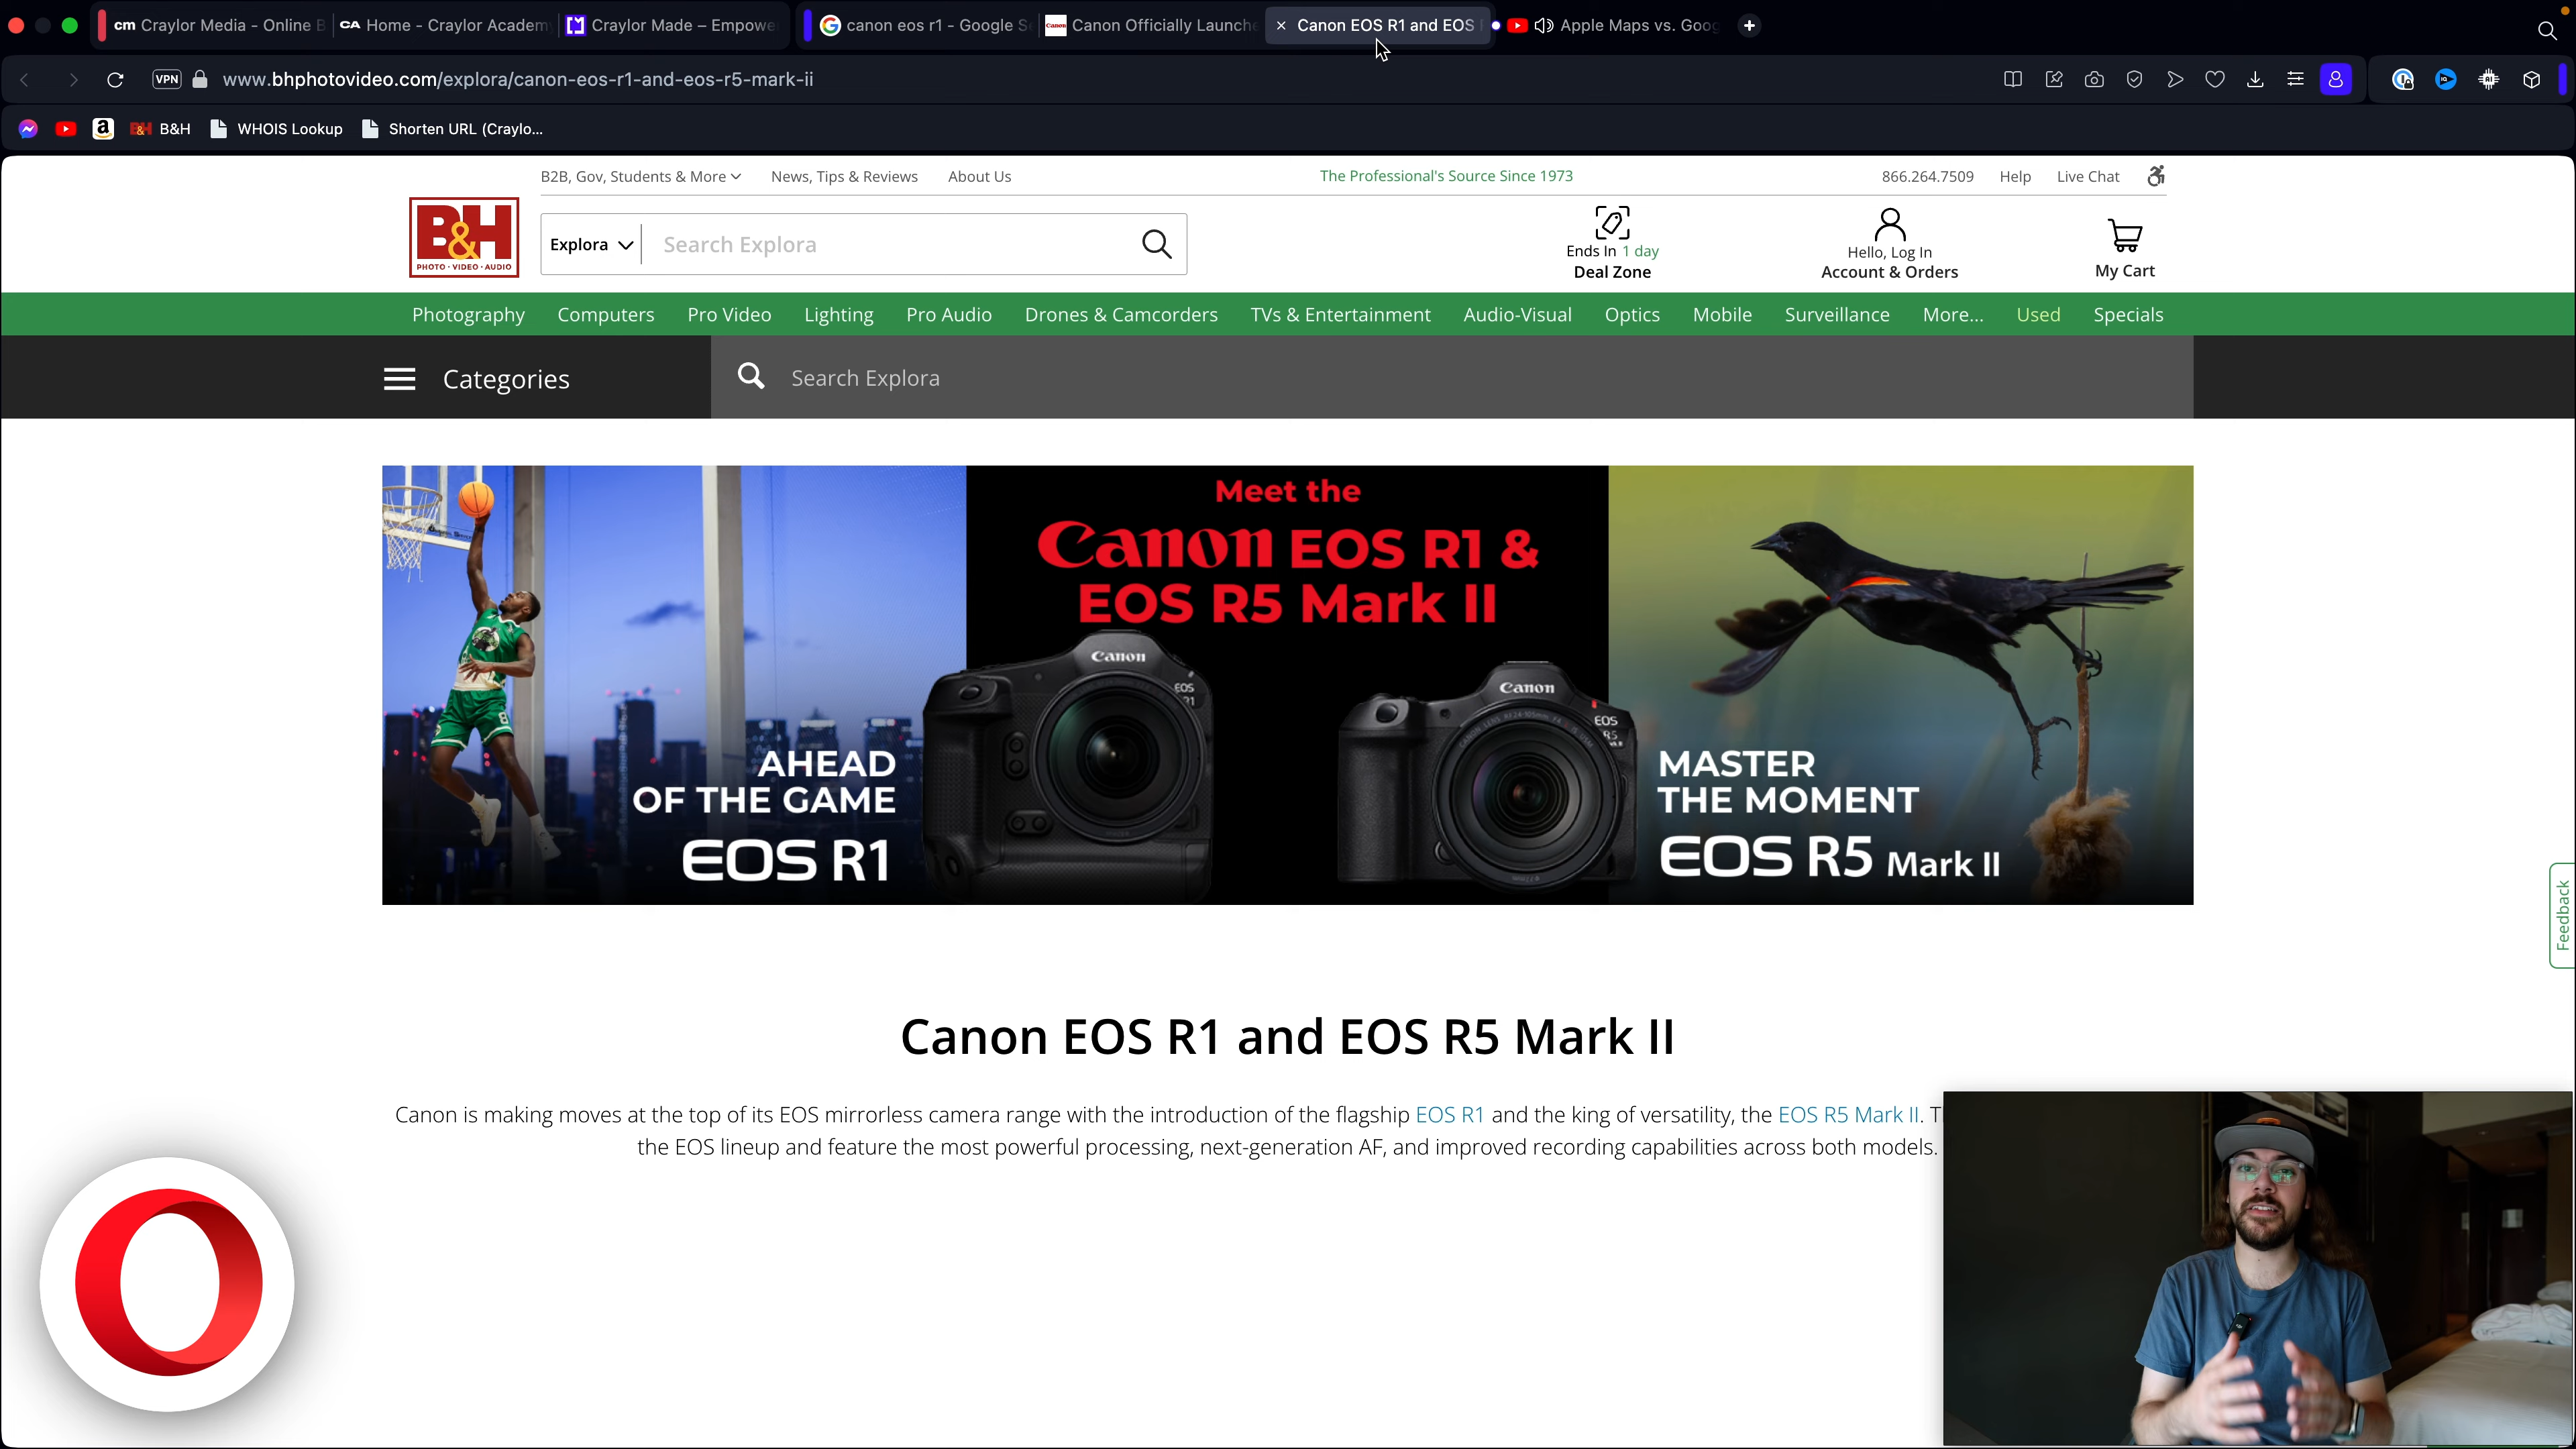 cm Craylor Media - Online B
CA Home - Craylor Academ
Craylor Made – Empowe
canon eos r1 - Google Se
Canon Officially Launche
Canon EOS R1 and EOS
Apple Maps vs. Goog
VPN
www.bhphotovideo.com/explora/canon-eos-r1-and-eos-r5-mark-ii
B&H
WHOIS Lookup
Shorten URL (Craylo...
B2B, Gov, Students & More
News, Tips & Reviews
About Us
The Professional's Source Since 1973
866.264.7509
Help
Live Chat
B&H
PHOTO • VIDEO • AUDIO
Explora
Search Explora
Ends In 1 day
Deal Zone
Hello, Log In
Account & Orders
My Cart
Photography
Computers
Pro Video
Lighting
Pro Audio
Drones & Camcorders
TVs & Entertainment
Audio-Visual
Optics
Mobile
Surveillance
More...
Used
Specials
Categories
Search Explora
Meet the
Canon EOS R1 &
EOS R5 Mark II
Canon
EOS
R1
Canon
EOS
R5
AHEAD
OF THE GAME
EOS R1
MASTER
THE MOMENT
EOS R5 Mark II
Feedback
Canon EOS R1 and EOS R5 Mark II
Canon is making moves at the top of its EOS mirrorless camera range with the introduction of the flagship EOS R1 and the king of versatility, the EOS R5 Mark II. T
the EOS lineup and feature the most powerful processing, next-generation AF, and improved recording capabilities across both models.